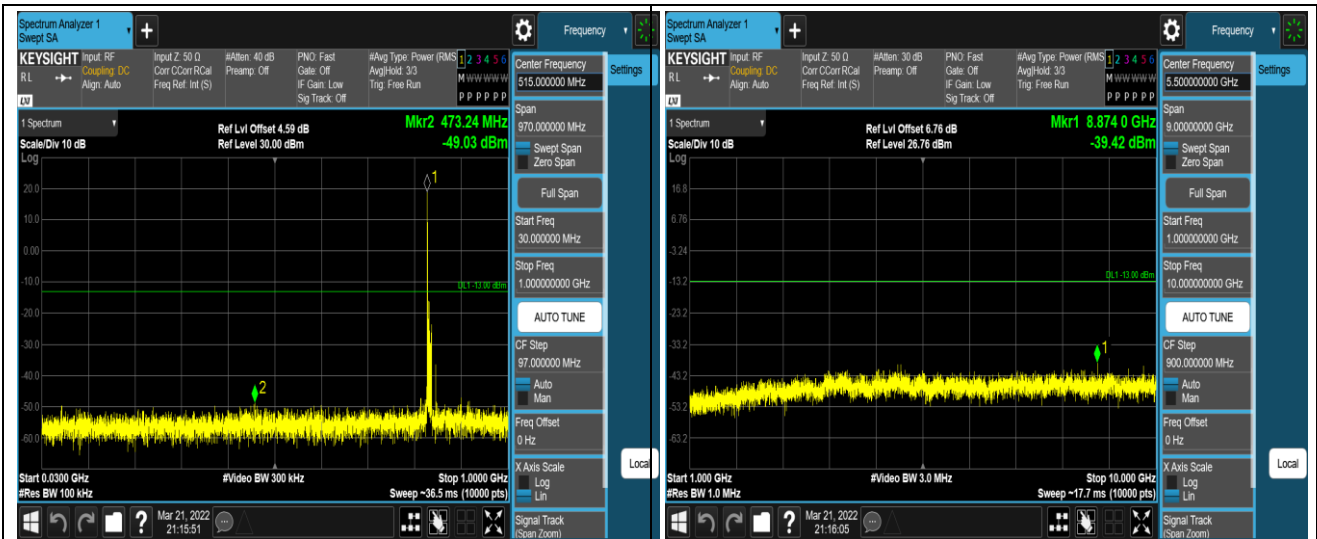 Spectrum Analyzer 1
Swept SA
Frequency
KEYSIGHT
RL
LXI
Input: RF
Coupling: DC
Align: Auto
Input Z: 50 Ω
Corr CCorr RCal
Freq Ref: Int (S)
#Atten: 40 dB
Preamp: Off
PNO: Fast
Gate: Off
IF Gain: Low
Sig Track: Off
#Avg Type: Power (RMS
Avg|Hold: 3/3
Trig: Free Run
1 2 3 4 5 6
M W W W W W
P P P P P P
1 Spectrum
Scale/Div 10 dB
Log
Ref Lvl Offset 4.59 dB
Ref Level 30.00 dBm
Mkr2 473.24 MHz
-49.03 dBm
1
20.0
10.0
0.00
-10.0
DL1 -13.00 dBm
-20.0
-30.0
-40.0
2
-50.0
-60.0
Start 0.0300 GHz
#Res BW 100 kHz
#Video BW 300 kHz
Stop 1.0000 GHz
Sweep ~36.5 ms (10000 pts)
Mar 21, 2022
21:15:51
Center Frequency
515.000000 MHz
Span
970.000000 MHz
Swept Span
Zero Span
Full Span
Start Freq
30.000000 MHz
Stop Freq
1.000000000 GHz
AUTO TUNE
CF Step
97.000000 MHz
Auto
Man
Freq Offset
0 Hz
X Axis Scale
Log
Lin
Signal Track
(Span Zoom)
Settings
Local
Spectrum Analyzer 1
Swept SA
Frequency
KEYSIGHT
RL
LXI
Input: RF
Coupling: DC
Align: Auto
Input Z: 50 Ω
Corr CCorr RCal
Freq Ref: Int (S)
#Atten: 30 dB
Preamp: Off
PNO: Fast
Gate: Off
IF Gain: Low
Sig Track: Off
#Avg Type: Power (RMS
Avg|Hold: 3/3
Trig: Free Run
1 2 3 4 5 6
M W W W W W
P P P P P P
1 Spectrum
Scale/Div 10 dB
Log
Ref Lvl Offset 6.76 dB
Ref Level 26.76 dBm
Mkr1 8.874 0 GHz
-39.42 dBm
16.8
6.76
-3.24
DL1 -13.00 dBm
-13.2
-23.2
-33.2
1
-43.2
-53.2
-63.2
Start 1.000 GHz
#Res BW 1.0 MHz
#Video BW 3.0 MHz
Stop 10.000 GHz
Sweep ~17.7 ms (10000 pts)
Mar 21, 2022
21:16:05
Center Frequency
5.500000000 GHz
Span
9.00000000 GHz
Swept Span
Zero Span
Full Span
Start Freq
1.000000000 GHz
Stop Freq
10.000000000 GHz
AUTO TUNE
CF Step
900.000000 MHz
Auto
Man
Freq Offset
0 Hz
X Axis Scale
Log
Lin
Signal Track
(Span Zoom)
Settings
Local